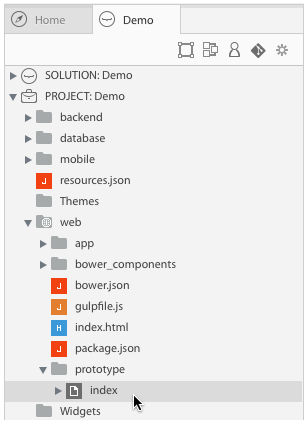 Home
Demo
SOLUTION: Demo
PROJECT: Demo
backend
database
mobile
J resources.json
Themes
web
app
bower_components
J bower.json
J gulpfile.js
H index.html
J package.json
prototype
index
Widgets